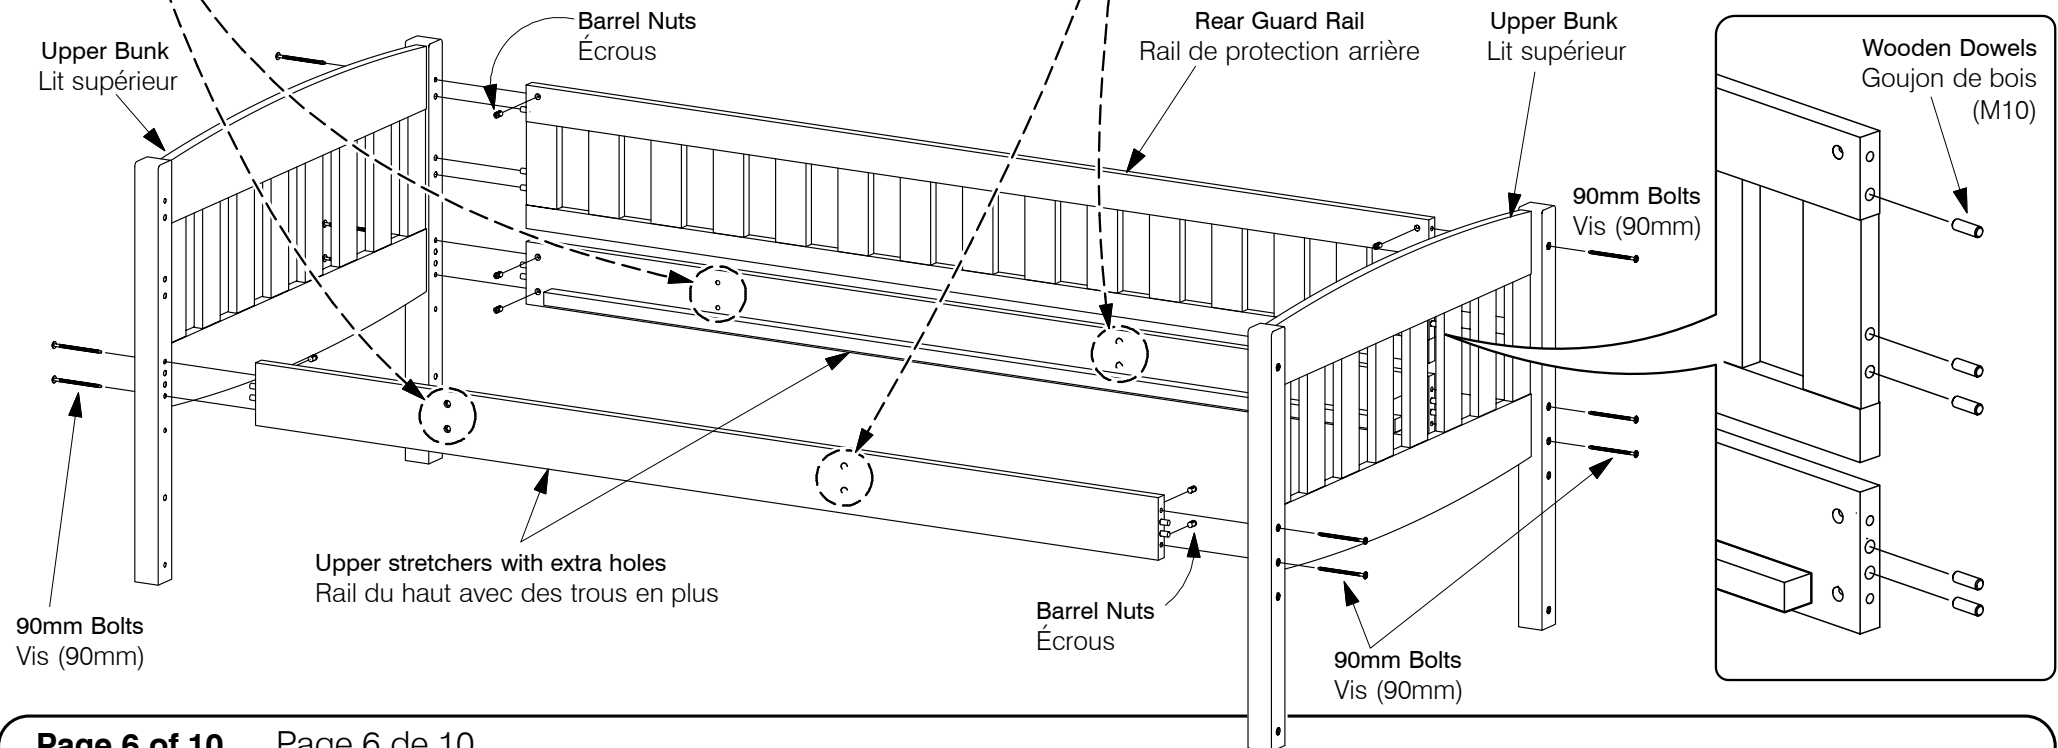 Barrel Nuts
Écrous
Rear Guard Rail
Rail de protection arrière
Upper Bunk
Lit supérieur
Upper Bunk
Lit supérieur
Wooden Dowels
Goujon de bois
(M10)
90mm Bolts
Vis (90mm)
Upper stretchers with extra holes
Rail du haut avec des trous en plus
Barrel Nuts
Écrous
90mm Bolts
Vis (90mm)
90mm Bolts
Vis (90mm)
Page 6 of 10 Page 6 de 10